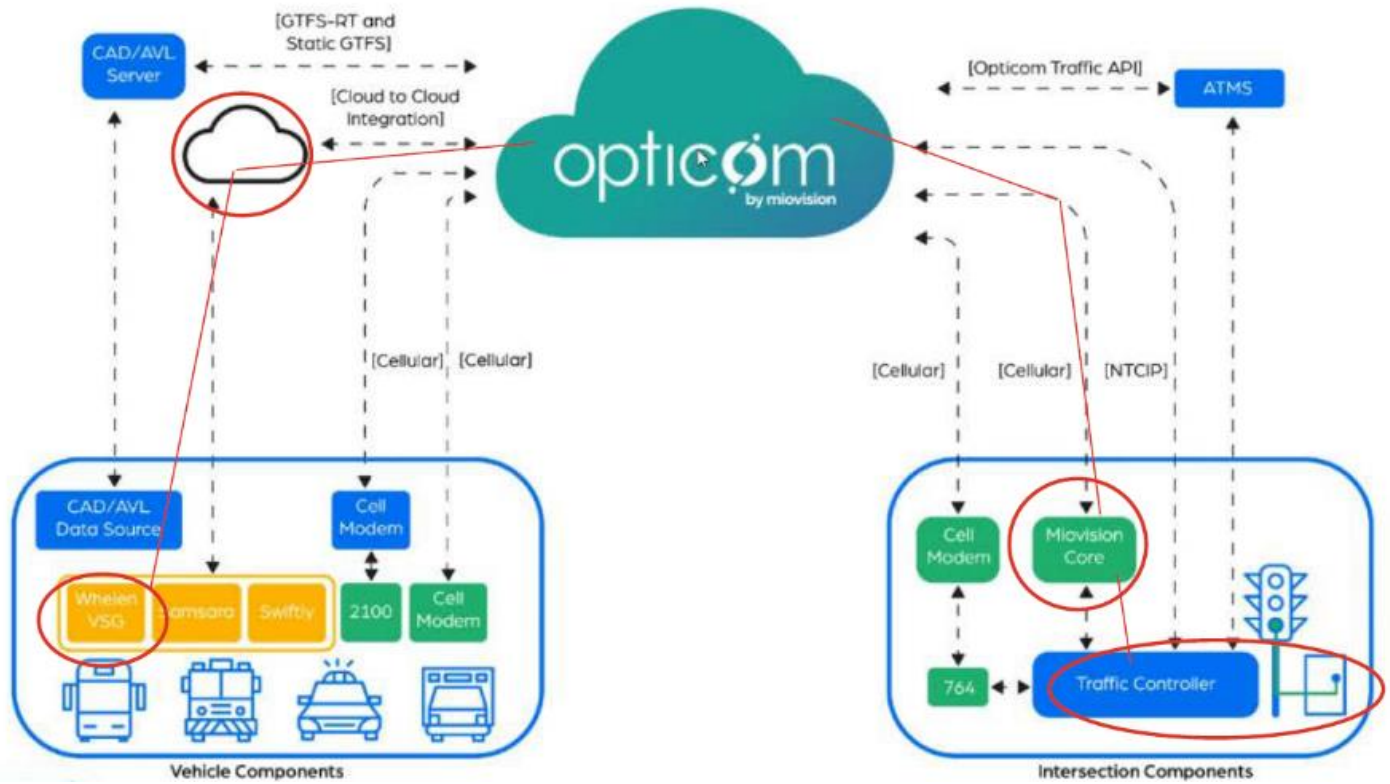 [GTFS-RT and
Static GTFS]
CAD/AVL
Server
[Cloud to Cloud
Integration]
opticom
by miovision
[Opticom Traffic API]
ATMS
[Cellular]
[Cellular]
[Cellular]
[Cellular]
[NTCIP]
CAD/AVL
Data Source
Cell
Modem
Whelen
VSG
Samsara
Swiftly
2100
Cell
Modem
Cell
Modem
Miovision
Core
764
Traffic Controller
Vehicle Components
Intersection Components